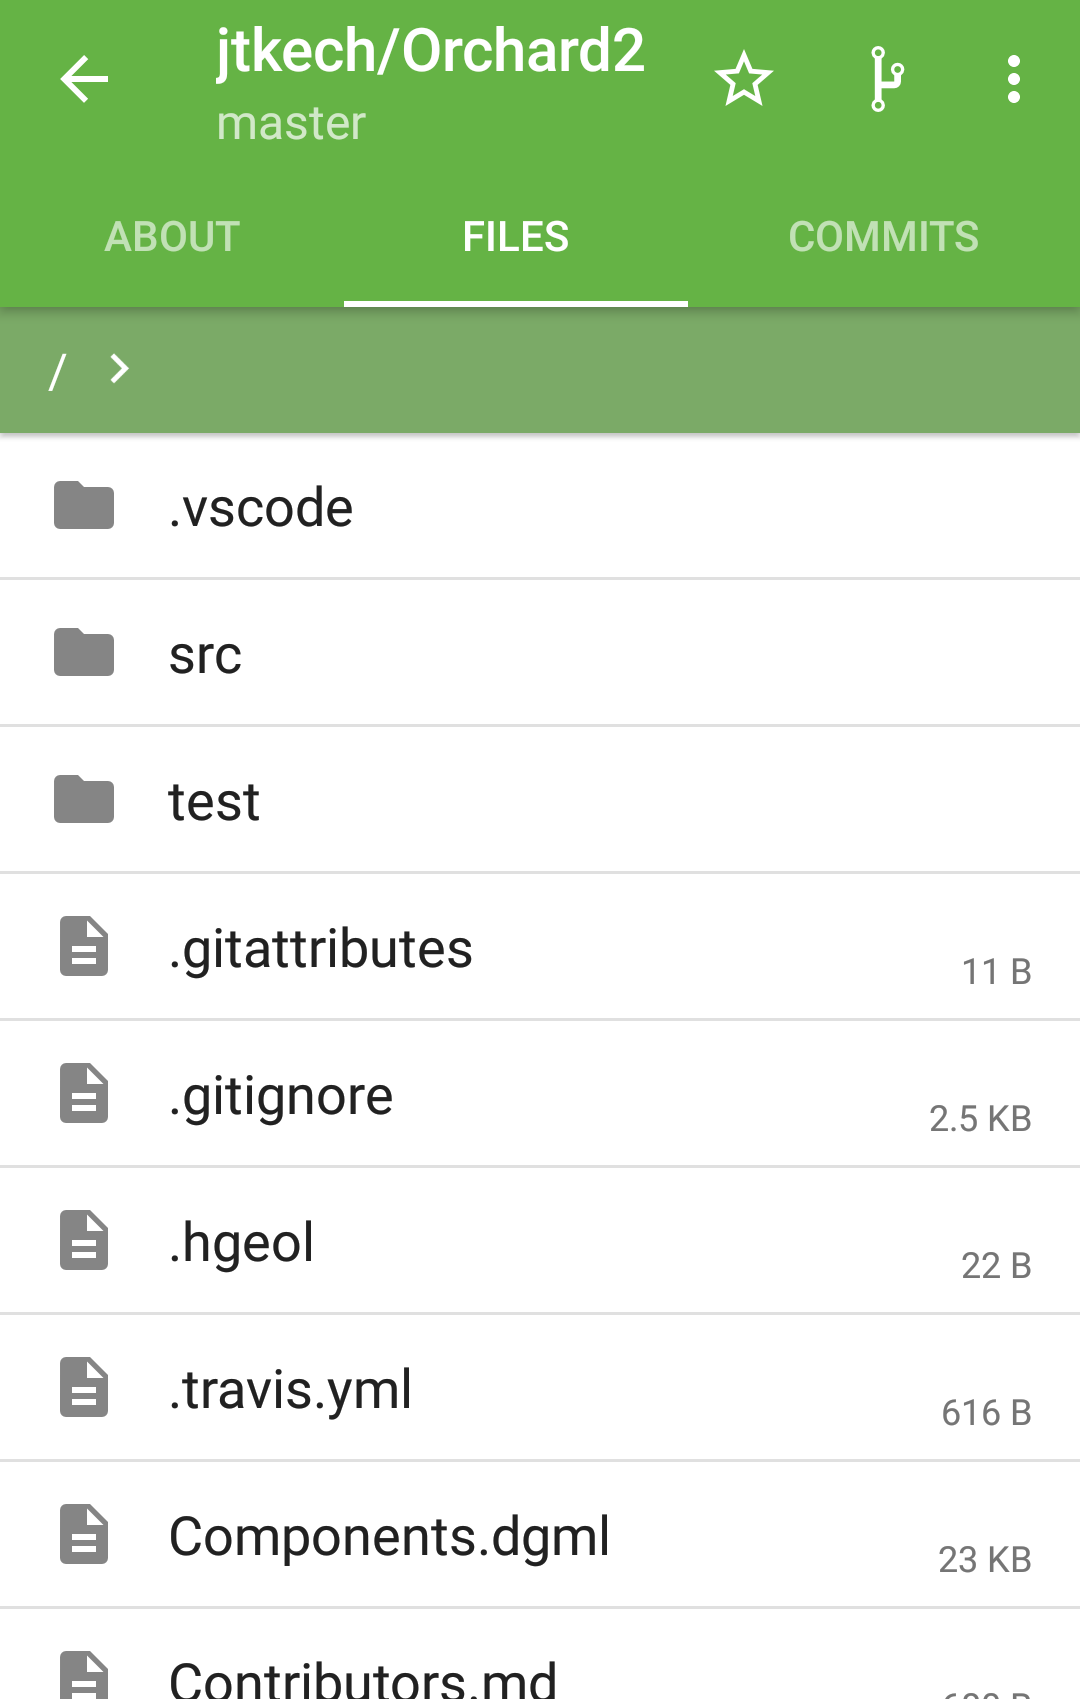 jtkech/Orchard2
master
ABOUT FILES COMMITS
/
.vscode
src
test
.gitattributes
11 B
.gitignore
2.5 KB
.hgeol
22 B
.travis.yml
616 B
Components.dgml
23 KB
Contributors.md